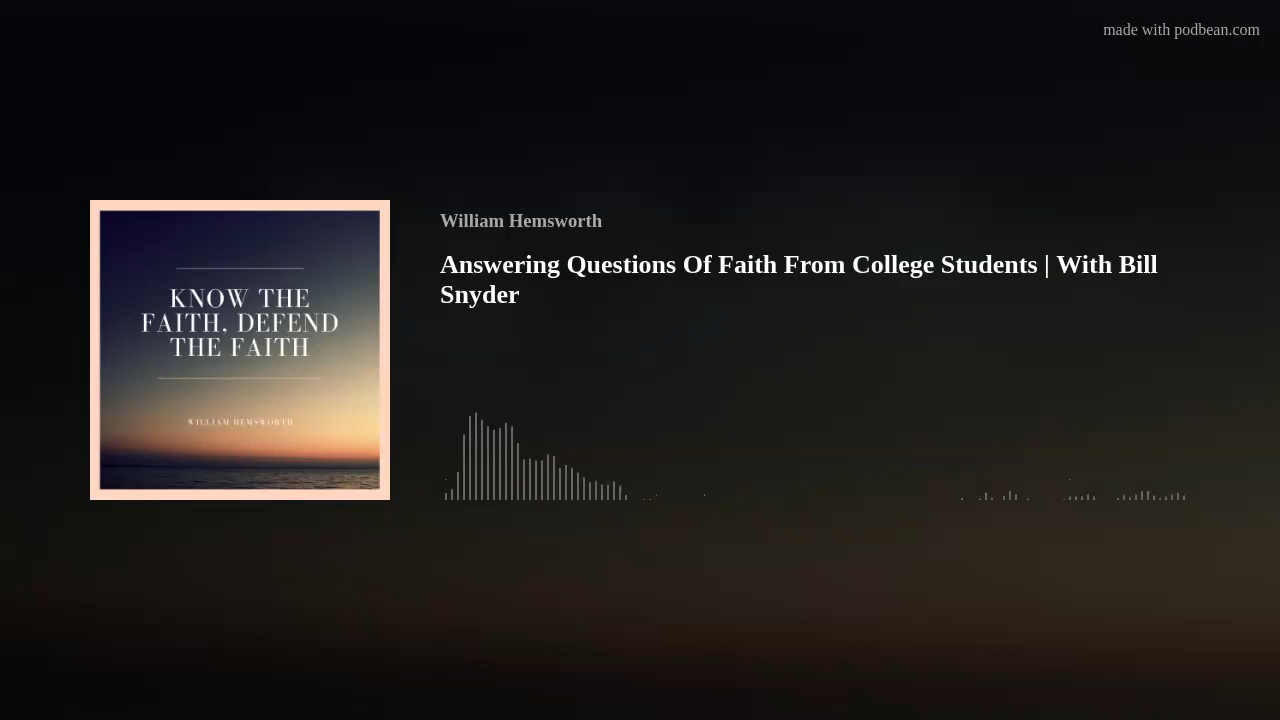 made with podbean.com
KNOW THE
FAITH, DEFEND
THE FAITH
WILLIAM HEMSWORTH
William Hemsworth
Answering Questions Of Faith From College Students | With Bill
Snyder